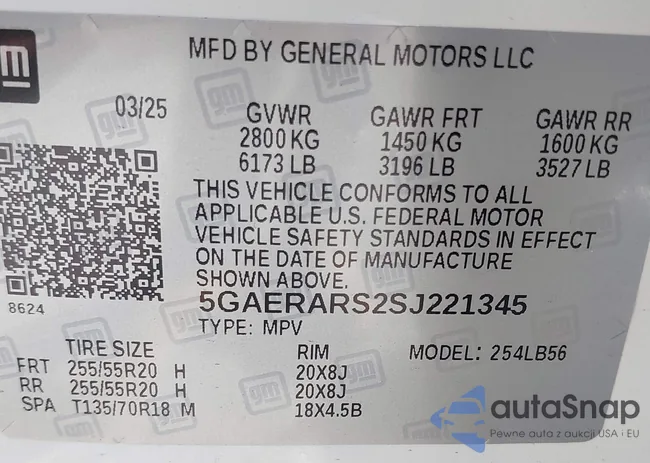 gm
MFD BY GENERAL MOTORS LLC
03/25
GVWR GAWR FRT GAWR RR
2800 KG 1450 KG 1600 KG
6173 LB 3196 LB 3527 LB
THIS VEHICLE CONFORMS TO ALL
APPLICABLE U.S. FEDERAL MOTOR
VEHICLE SAFETY STANDARDS IN EFFECT
ON THE DATE OF MANUFACTURE
SHOWN ABOVE.
5GAERARS2SJ221345
8624
TYPE: MPV
TIRE SIZE RIM MODEL: 254LB56
FRT 255/55R20 H 20X8J
RR 255/55R20 H 20X8J
SPA T135/70R18 M 18X4.5B
autaSnap
Pewne auta z aukcji USA i EU